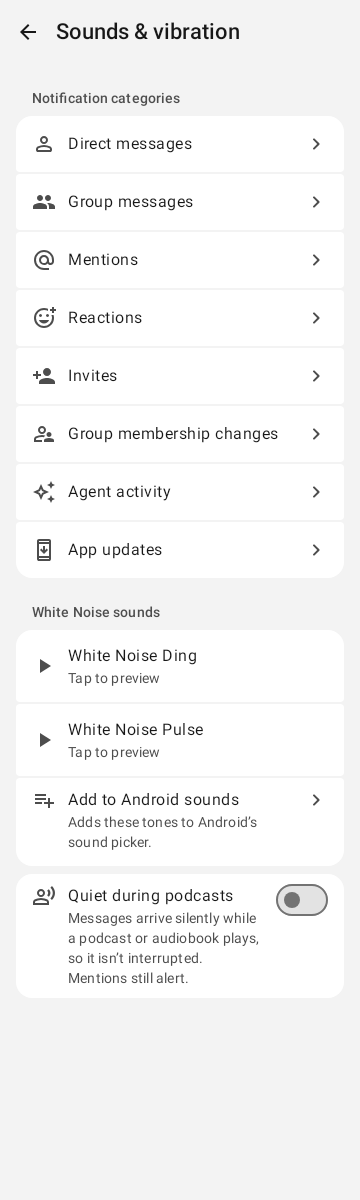 Sounds & vibration
Notification categories
Direct messages
Group messages
Mentions
Reactions
Invites
Group membership changes
Agent activity
App updates
White Noise sounds
White Noise Ding
Tap to preview
White Noise Pulse
Tap to preview
Add to Android sounds
Adds these tones to Android’s
sound picker.
Quiet during podcasts
Messages arrive silently while
a podcast or audiobook plays,
so it isn’t interrupted.
Mentions still alert.